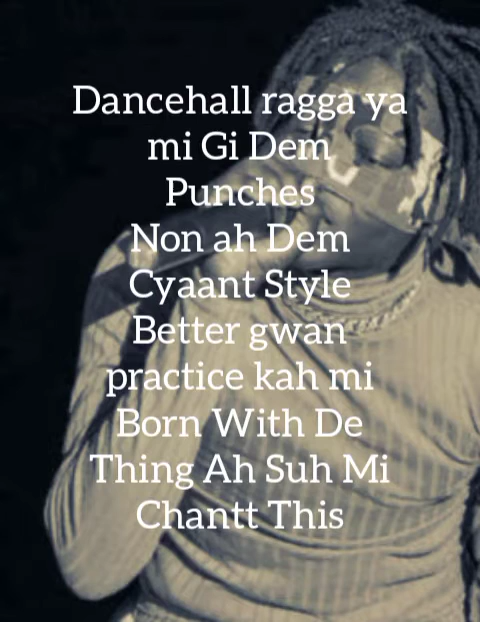 Dancehall ragga ya
mi Gi Dem
Punches
Non ah Dem
Cyaant Style
Better gwan
practice kah mi
Born With De
Thing Ah Suh Mi
Chantt This